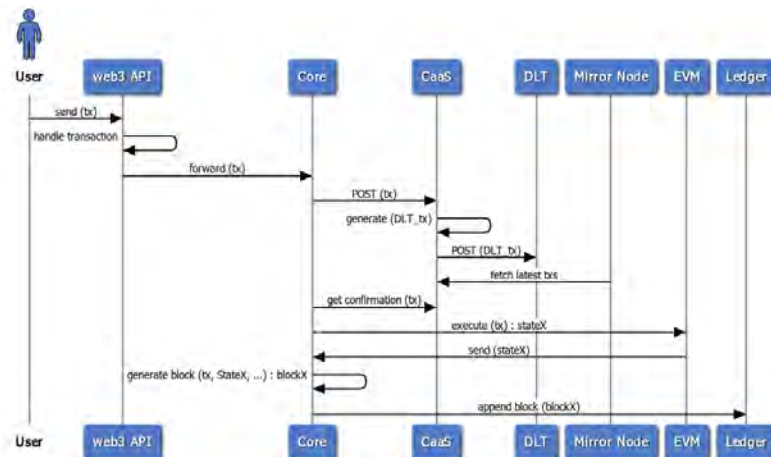 User web3 API Core CaaS DLT Mirror Node EVM Ledger
send (tx)
handle transaction
forward (tx)
POST (tx)
generate (DLT_tx)
POST (DLT_tx)
fetch latest txs
get confirmation (tx)
execute (tx) : stateX
send (stateX)
generate block (tx, StateX, ...) : blockX
append block (blockX)
User web3 API Core CaaS DLT Mirror Node EVM Ledger